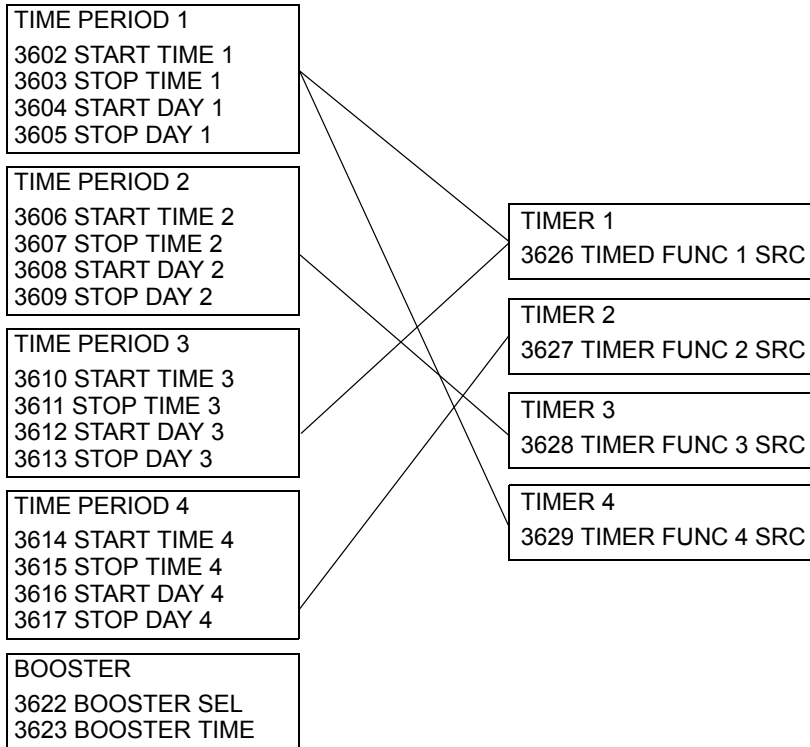 TIME PERIOD 1
3602 START TIME 1
3603 STOP TIME 1
3604 START DAY 1
3605 STOP DAY 1
TIME PERIOD 2
3606 START TIME 2
3607 STOP TIME 2
3608 START DAY 2
3609 STOP DAY 2
TIME PERIOD 3
3610 START TIME 3
3611 STOP TIME 3
3612 START DAY 3
3613 STOP DAY 3
TIME PERIOD 4
3614 START TIME 4
3615 STOP TIME 4
3616 START DAY 4
3617 STOP DAY 4
BOOSTER
3622 BOOSTER SEL
3623 BOOSTER TIME
TIMER 1
3626 TIMED FUNC 1 SRC
TIMER 2
3627 TIMER FUNC 2 SRC
TIMER 3
3628 TIMER FUNC 3 SRC
TIMER 4
3629 TIMER FUNC 4 SRC